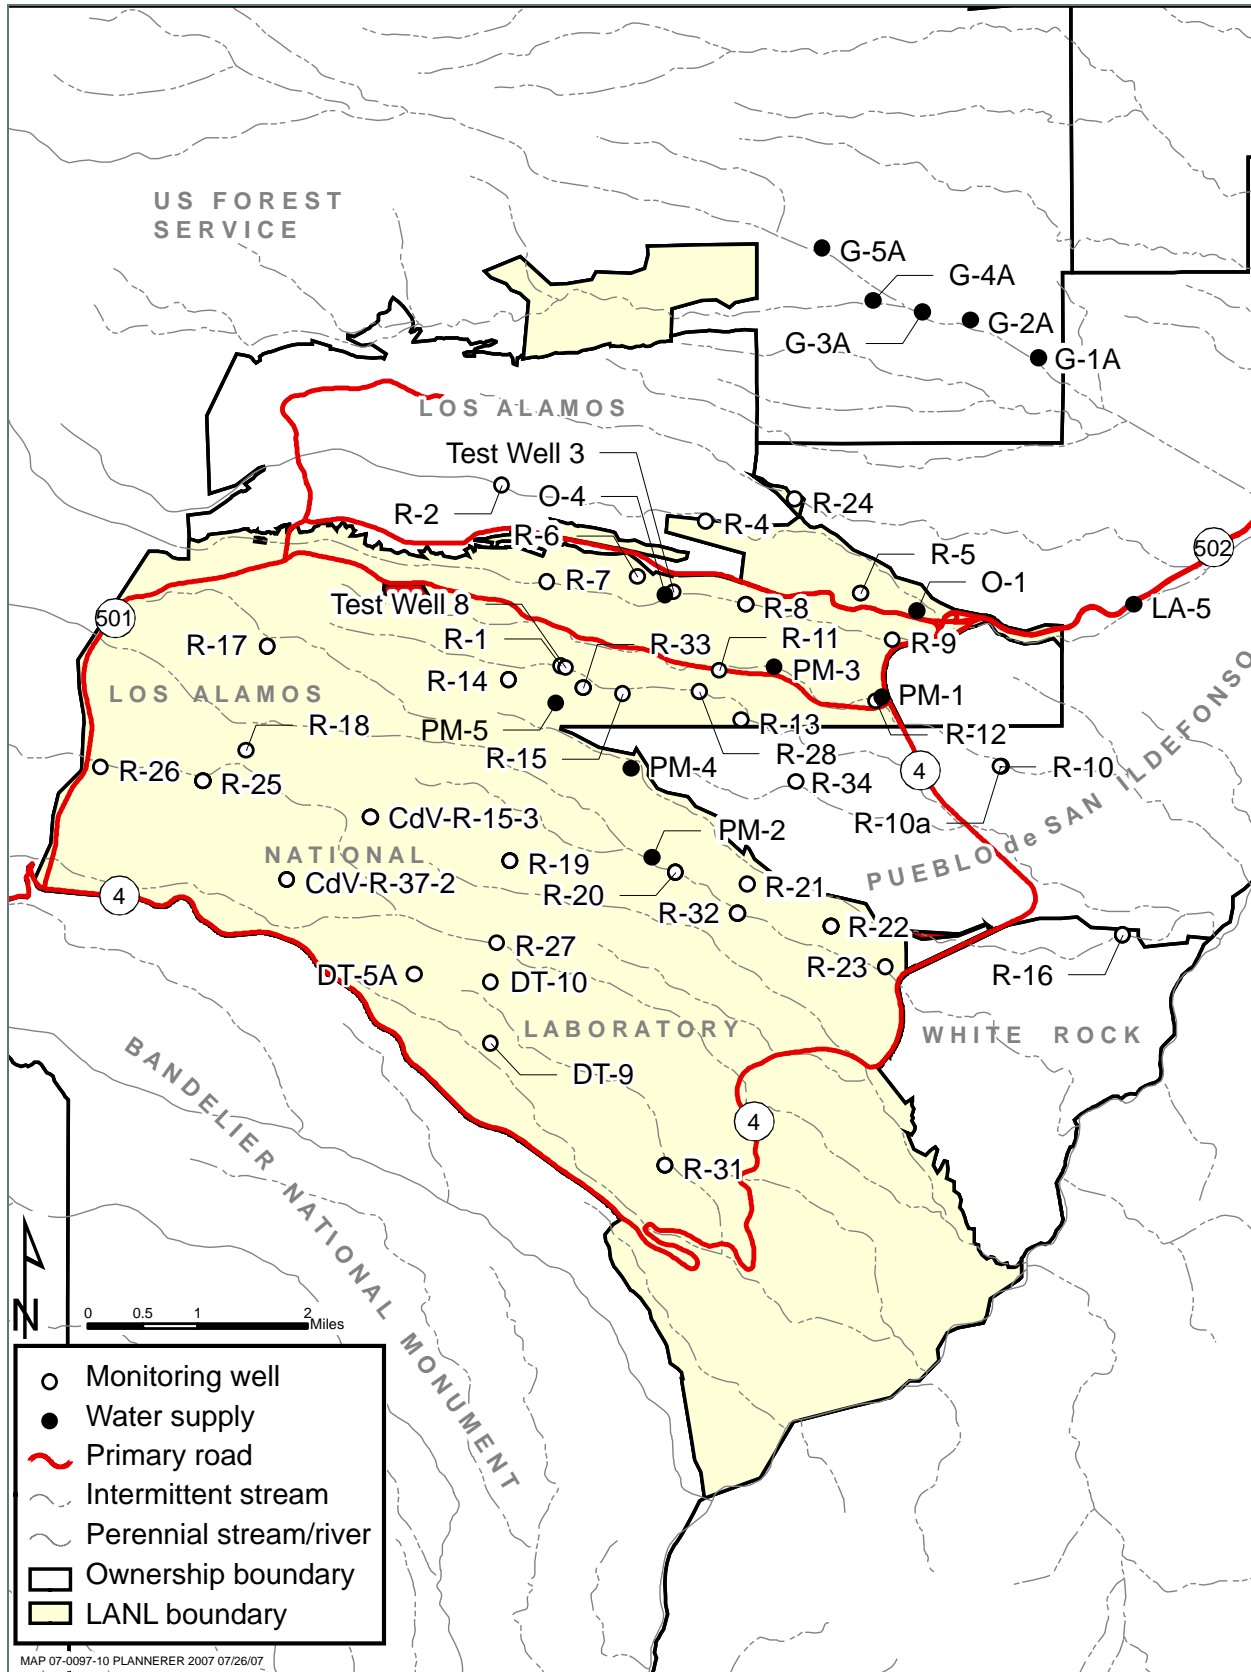 US FOREST
SERVICE
G-5A
G-4A
G-2A
G-3A
G-1A
LOS ALAMOS
Test Well 3
O-4
R-2
R-24
R-4
R-6
R-5
502
O-1
R-7
LA-5
Test Well 8
R-8
501
R-1
R-33
R-11
R-9
R-17
R-14
PM-3
LOS ALAMOS
PM-1
PM-5
R-13
R-12
R-18
R-15
R-28
R-26
R-25
PM-4
R-34
4
R-10
R-10a
CdV-R-15-3
PM-2
PUEBLO de SAN ILDEFONSO
NATIONAL
R-19
CdV-R-37-2
R-20
R-21
4
R-32
R-22
R-27
R-23
R-16
DT-5A
DT-10
LABORATORY
WHITE ROCK
DT-9
BANDELIER NATIONAL MONUMENT
4
R-31
N
0 0.5 1 2
Miles
Monitoring well
Water supply
Primary road
Intermittent stream
Perennial stream/river
Ownership boundary
LANL boundary
MAP 07-0097-10 PLANNERER 2007 07/26/07